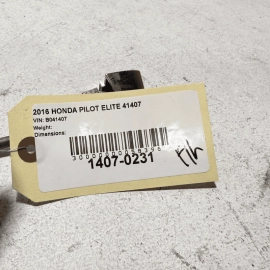 2016 HONDA PILOT ELITE 41407
VIN: B041407
Weight:
Dimensions:
1407-0231